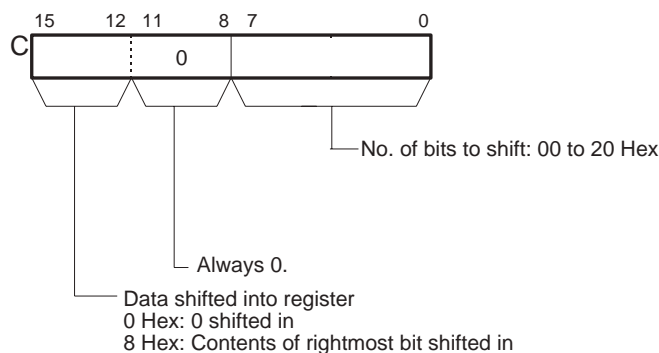 15 12 11 8 7 0
C
0
No. of bits to shift: 00 to 20 Hex
Always 0.
Data shifted into register
0 Hex: 0 shifted in
8 Hex: Contents of rightmost bit shifted in